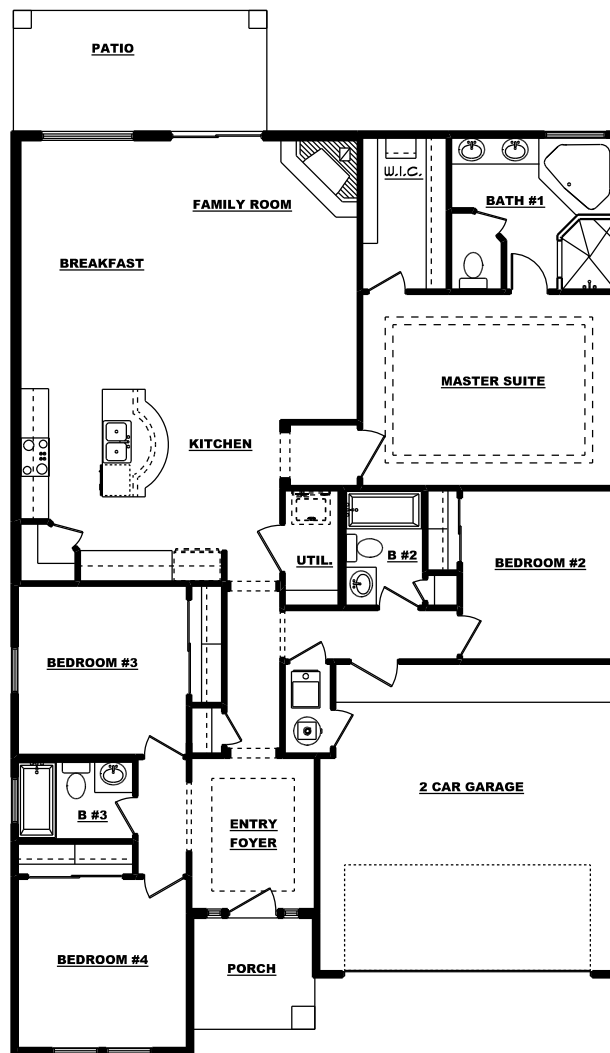 PATIO
W.I.C.
BATH #1
FAMILY ROOM
BREAKFAST
MASTER SUITE
KITCHEN
UTIL.
B #2
BEDROOM #2
BEDROOM #3
2 CAR GARAGE
B #3
ENTRY
FOYER
BEDROOM #4
PORCH